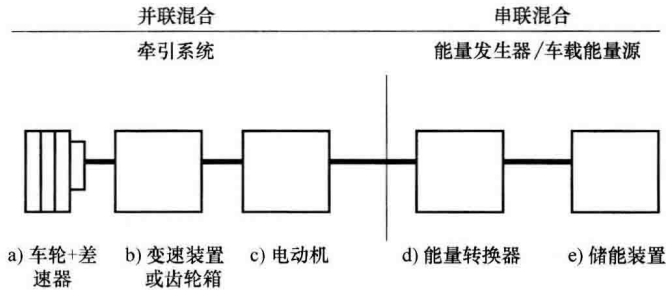 并联混合
串联混合
牵引系统
能量发生器/车载能量源
a) 车轮+差
速器
b) 变速装置
或齿轮箱
c) 电动机
d) 能量转换器
e) 储能装置